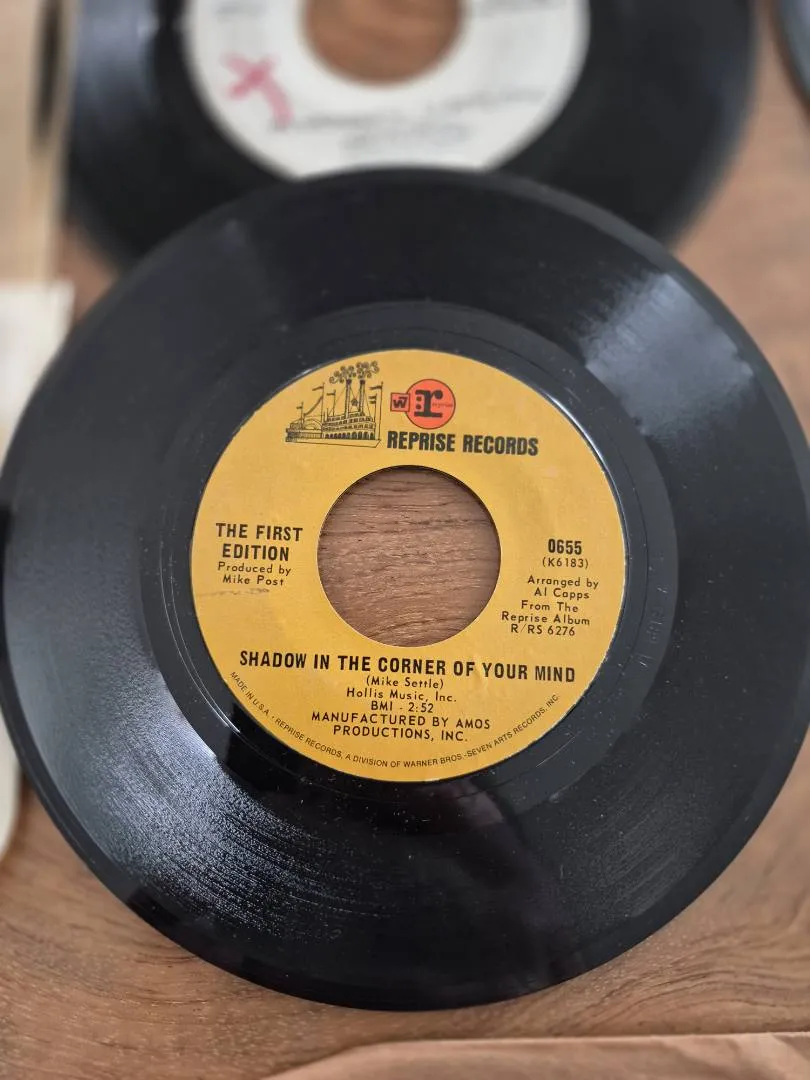 W7 r reprise
REPRISE RECORDS
THE FIRST
EDITION
Produced by
Mike Post
0655
(K6183)
Arranged by
Al Capps
From The
Reprise Album
R/RS 6276
SHADOW IN THE CORNER OF YOUR MIND
(Mike Settle)
Hollis Music, Inc.
BMI - 2:52
MANUFACTURED BY AMOS
PRODUCTIONS, INC.
MADE IN U.S.A. • REPRISE RECORDS, A DIVISION OF WARNER BROS.-SEVEN ARTS RECORDS, INC.